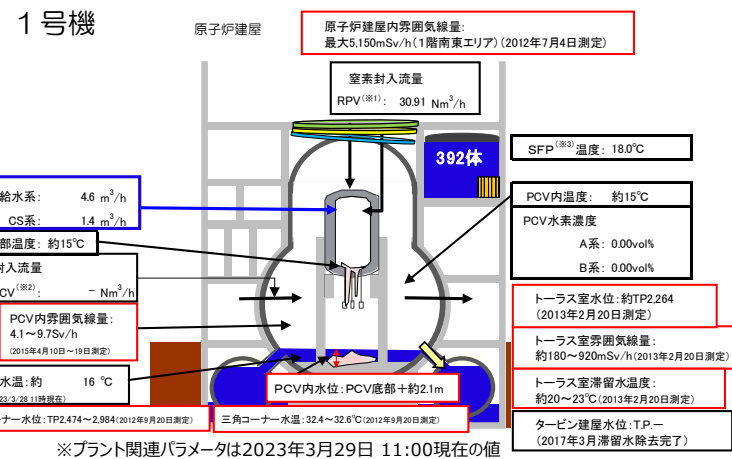 １号機
原子炉建屋
原子炉建屋内雰囲気線量:
最大5,150mSv/h(1階南東エリア)(2012年7月4日測定)
窒素封入流量
RPV(※1): 30.91 Nm3/h
392体
SFP(※3)温度: 18.0℃
給水系: 4.6 m3/h
CS系: 1.4 m3/h
部温度: 約15℃
PCV内温度: 約15℃
PCV水素濃度
A系: 0.00vol%
B系: 0.00vol%
入流量
CV(※2): － Nm3/h
PCV内雰囲気線量:
4.1～9.7Sv/h
(2015年4月10日～19日測定)
トーラス室水位:約TP2,264
(2013年2月20日測定)
トーラス室雰囲気線量:
約180～920mSv/h(2013年2月20日測定)
トーラス室滞留水温度:
約20～23℃(2013年2月20日測定)
水温:約 16 ℃
23/3/28 11時現在)
PCV内水位:PCV底部＋約2.1m
ーナー水位:TP2,474～2,984(2012年9月20日測定)
三角コーナー水温:32.4～32.6℃(2012年9月20日測定)
タービン建屋水位:T.P.－
(2017年3月滞留水除去完了)
※プラント関連パラメータは2023年3月29日 11:00現在の値